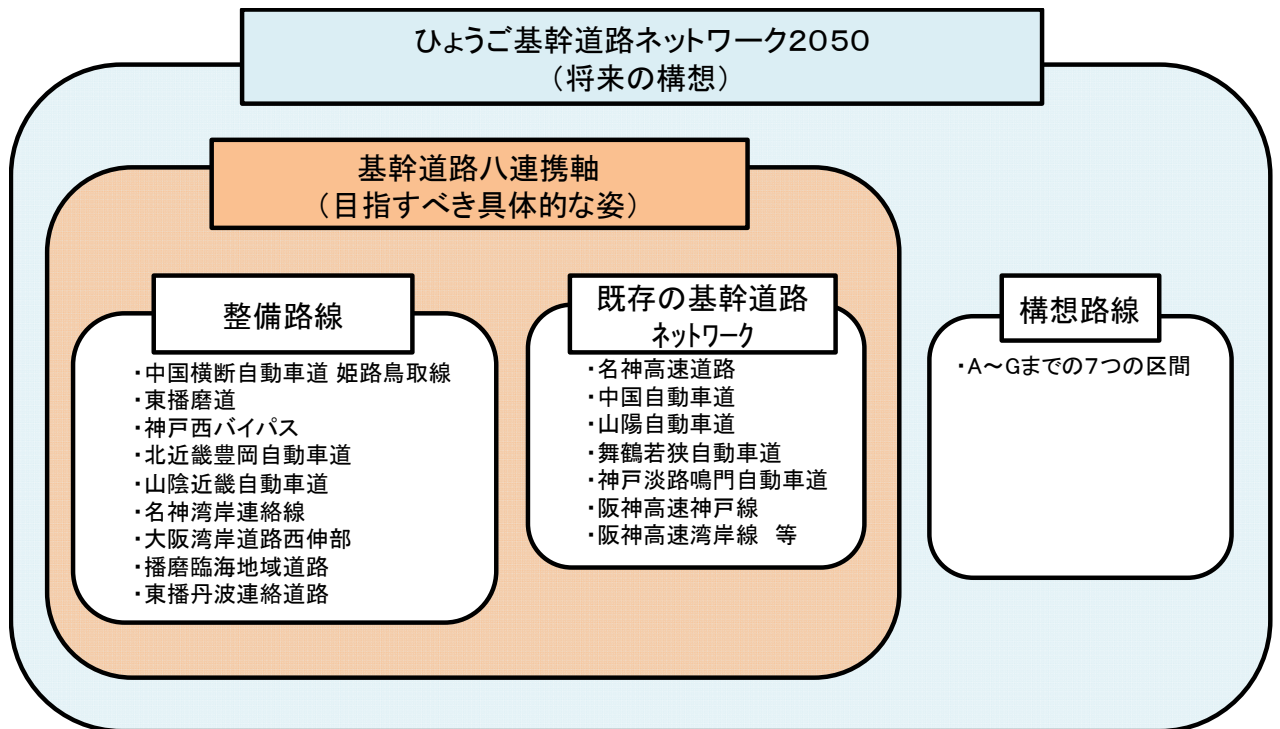 ひょうご基幹道路ネットワーク2050
（将来の構想）
基幹道路八連携軸
（目指すべき具体的な姿）
整備路線
・中国横断自動車道 姫路鳥取線
・東播磨道
・神戸西バイパス
・北近畿豊岡自動車道
・山陰近畿自動車道
・名神湾岸連絡線
・大阪湾岸道路西伸部
・播磨臨海地域道路
・東播丹波連絡道路
既存の基幹道路
ネットワーク
・名神高速道路
・中国自動車道
・山陽自動車道
・舞鶴若狭自動車道
・神戸淡路鳴門自動車道
・阪神高速神戸線
・阪神高速湾岸線　等
構想路線
・A～Gまでの7つの区間